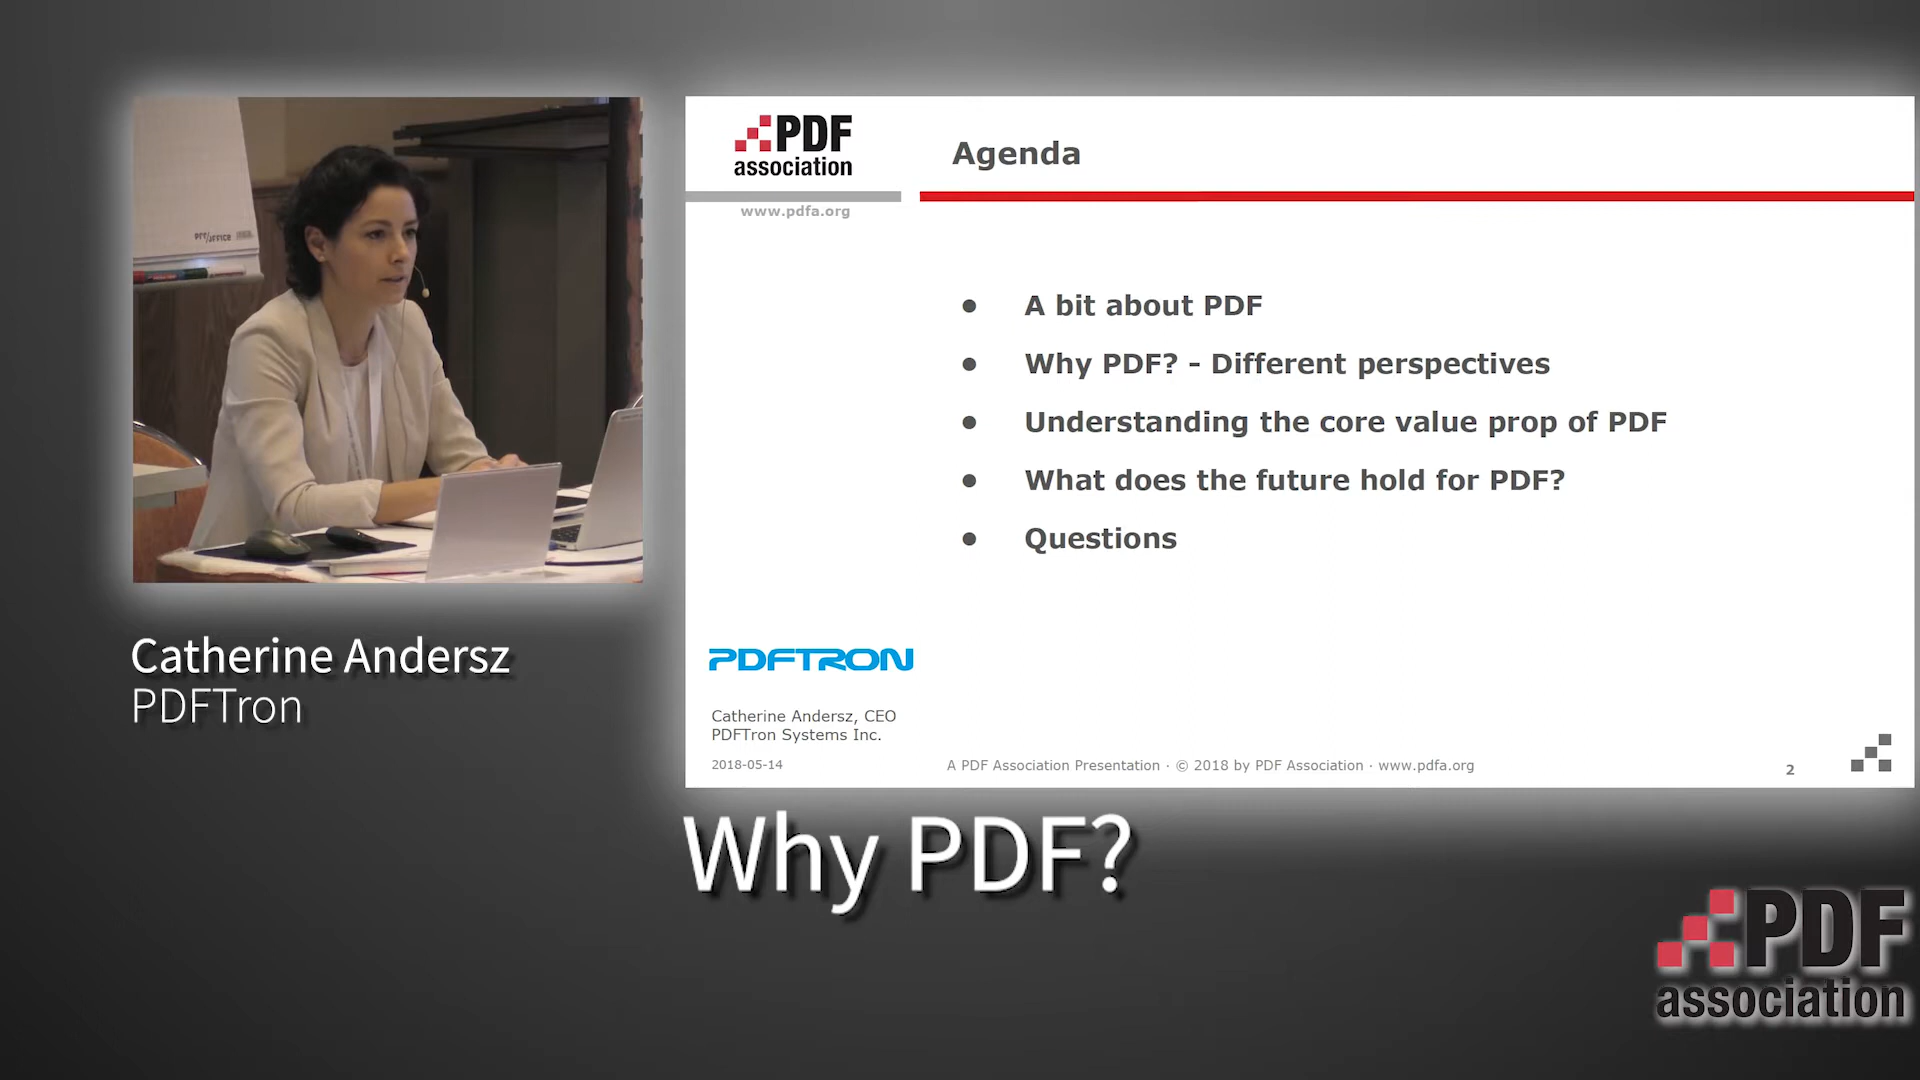 PDF
association
www.pdfa.org
Agenda
● A bit about PDF
● Why PDF? - Different perspectives
● Understanding the core value prop of PDF
● What does the future hold for PDF?
● Questions
PDFTRON
Catherine Andersz, CEO
PDFTron Systems Inc.
2018-05-14
A PDF Association Presentation · © 2018 by PDF Association · www.pdfa.org
2
Catherine Andersz
PDFTron
Why PDF?
PDF
association